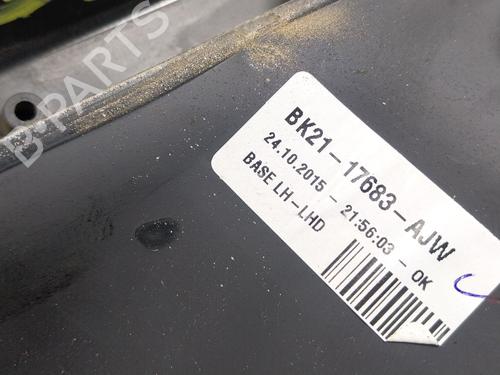 B-PARTS
BK21-17683-AJW
24.10.2015 - 21:56:03 - OK
BASE LH-LHD